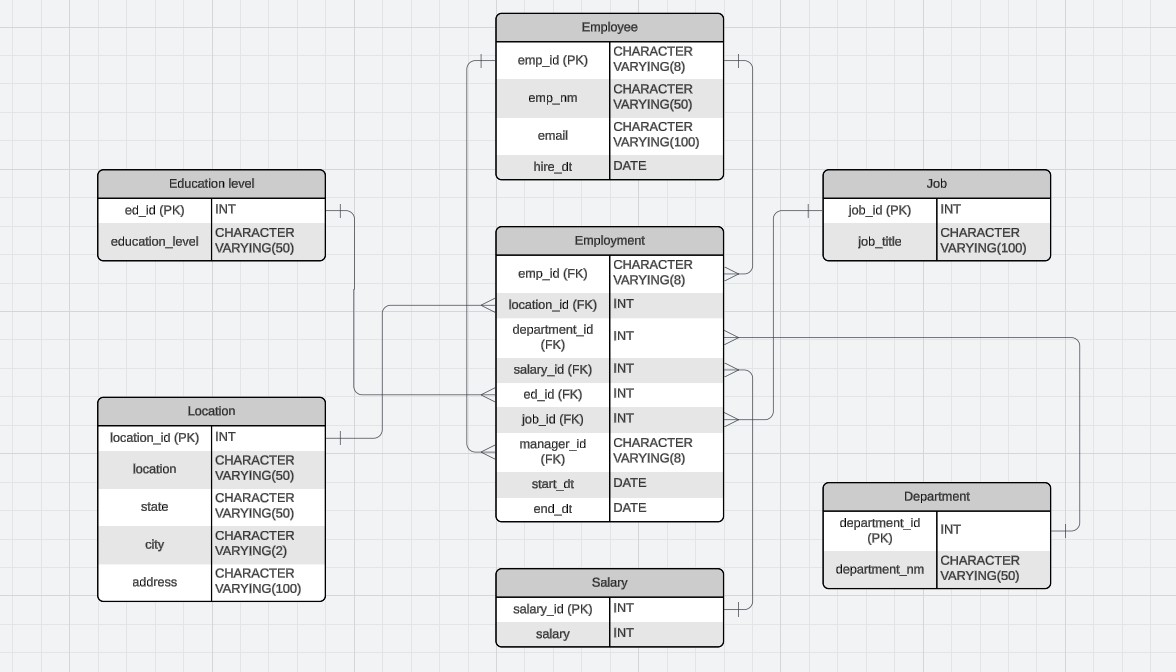 Employee
emp_id (PK)
CHARACTER
VARYING(8)
emp_nm
CHARACTER
VARYING(50)
email
CHARACTER
VARYING(100)
hire_dt
DATE
Education level
ed_id (PK)
INT
education_level
CHARACTER
VARYING(50)
Job
job_id (PK)
INT
job_title
CHARACTER
VARYING(100)
Employment
emp_id (FK)
CHARACTER
VARYING(8)
location_id (FK)
INT
department_id
(FK)
INT
salary_id (FK)
INT
ed_id (FK)
INT
job_id (FK)
INT
manager_id
(FK)
CHARACTER
VARYING(8)
start_dt
DATE
end_dt
DATE
Location
location_id (PK)
INT
location
CHARACTER
VARYING(50)
state
CHARACTER
VARYING(50)
city
CHARACTER
VARYING(2)
address
CHARACTER
VARYING(100)
Department
department_id
(PK)
INT
department_nm
CHARACTER
VARYING(50)
Salary
salary_id (PK)
INT
salary
INT